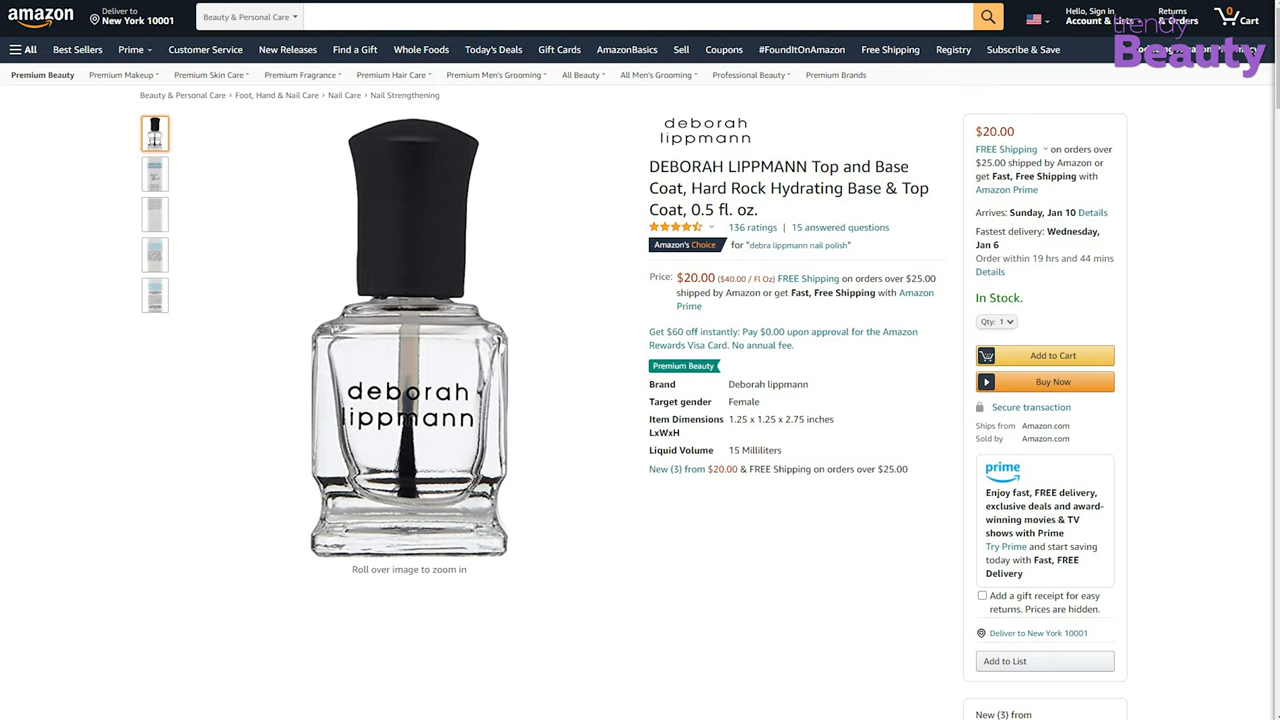 amazon
Deliver to
New York 10001
Beauty & Personal Care
Hello, Sign in
Account & Lists
Returns
& Orders
0
Cart
trendy
Beauty
All
Best Sellers
Prime
Customer Service
New Releases
Find a Gift
Whole Foods
Today's Deals
Gift Cards
AmazonBasics
Sell
Coupons
#FoundItOnAmazon
Free Shipping
Registry
Subscribe & Save
Premium Beauty
Premium Makeup
Premium Skin Care
Premium Fragrance
Premium Hair Care
Premium Men's Grooming
All Beauty
All Men's Grooming
Professional Beauty
Premium Brands
Beauty & Personal Care › Foot, Hand & Nail Care › Nail Care › Nail Strengthening
deborah
lippmann
Roll over image to zoom in
deborah
lippmann
DEBORAH LIPPMANN Top and Base
Coat, Hard Rock Hydrating Base & Top
Coat, 0.5 fl. oz.
136 ratings | 15 answered questions
Amazon's Choice for "debra lippmann nail polish"
Price: $20.00 ($40.00 / Fl Oz) FREE Shipping on orders over $25.00
shipped by Amazon or get Fast, Free Shipping with Amazon
Prime
Get $60 off instantly: Pay $0.00 upon approval for the Amazon
Rewards Visa Card. No annual fee.
Premium Beauty
Brand Deborah lippmann
Target gender Female
Item Dimensions 1.25 x 1.25 x 2.75 inches
LxWxH
Liquid Volume 15 Milliliters
New (3) from $20.00 & FREE Shipping on orders over $25.00
$20.00
FREE Shipping on orders over
$25.00 shipped by Amazon or
get Fast, Free Shipping with
Amazon Prime
Arrives: Sunday, Jan 10 Details
Fastest delivery: Wednesday,
Jan 6
Order within 19 hrs and 44 mins
Details
In Stock.
Qty: 1
Add to Cart
Buy Now
Secure transaction
Ships from Amazon.com
Sold by Amazon.com
prime
Enjoy fast, FREE delivery,
exclusive deals and award-
winning movies & TV
shows with Prime
Try Prime and start saving
today with Fast, FREE
Delivery
Add a gift receipt for easy
returns. Prices are hidden.
Deliver to New York 10001
Add to List
New (3) from